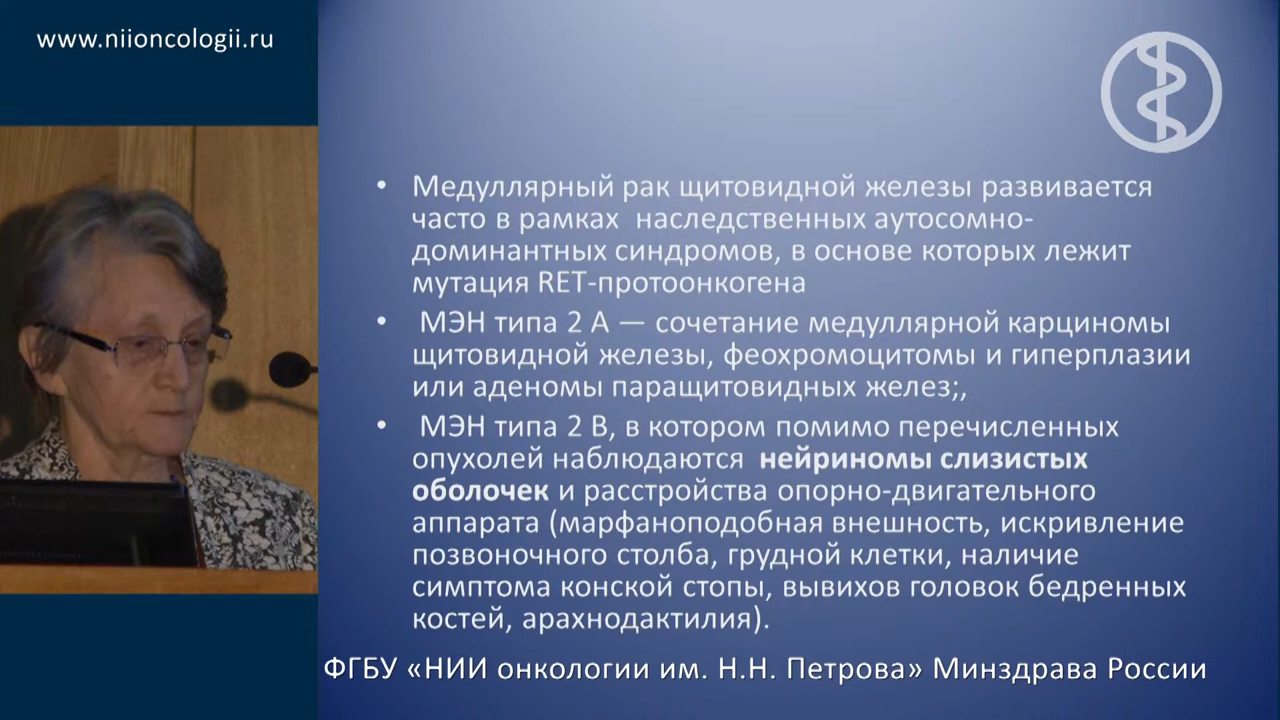 www.niioncologii.ru
• Медуллярный рак щитовидной железы развивается
часто в рамках наследственных аутосомно-
доминантных синдромов, в основе которых лежит
мутация RET-протоонкогена
• МЭН типа 2 А — сочетание медуллярной карциномы
щитовидной железы, феохромоцитомы и гиперплазии
или аденомы паращитовидных желез;,
• МЭН типа 2 В, в котором помимо перечисленных
опухолей наблюдаются нейриномы слизистых
оболочек и расстройства опорно-двигательного
аппарата (марфаноподобная внешность, искривление
позвоночного столба, грудной клетки, наличие
симптома конской стопы, вывихов головок бедренных
костей, арахнодактилия).
ФГБУ «НИИ онкологии им. Н.Н. Петрова» Минздрава России